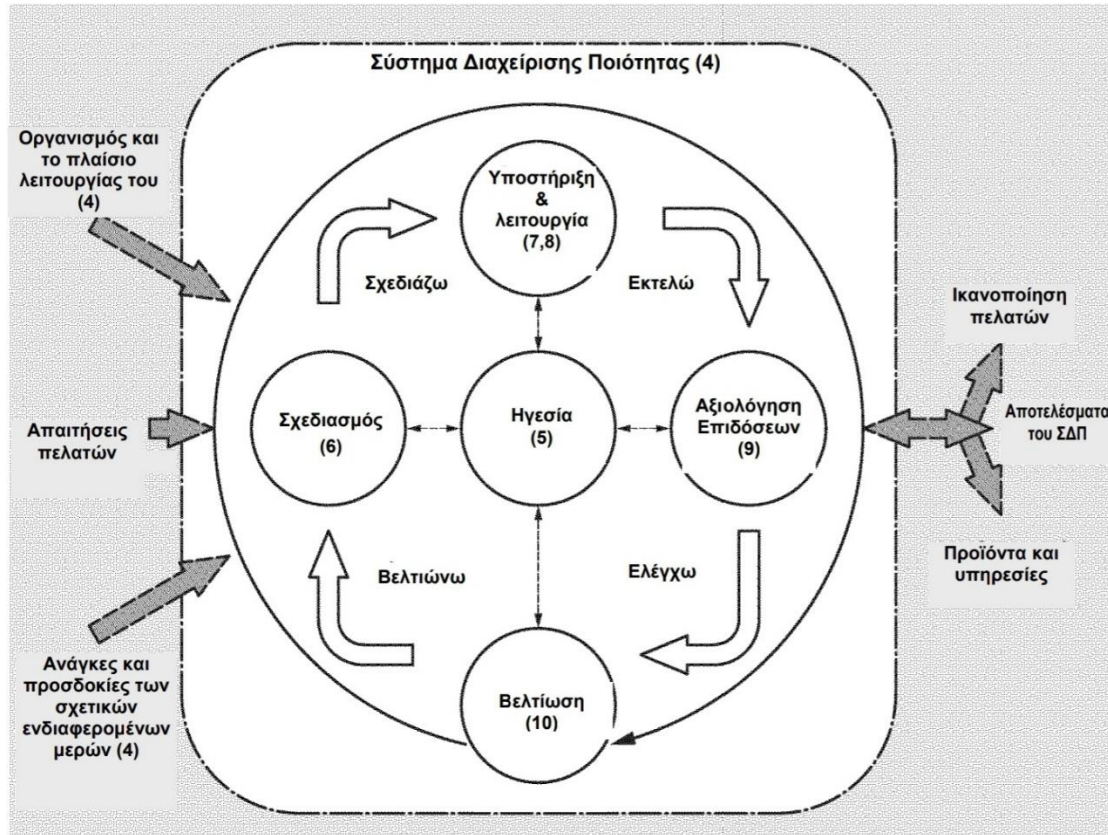 Σύστημα Διαχείρισης Ποιότητας (4)
Οργανισμός και
το πλαίσιο
λειτουργίας του
(4)
Υποστήριξη
&
λειτουργία
(7,8)
Σχεδιάζω
Εκτελώ
Ικανοποίηση
πελατών
Απαιτήσεις
πελατών
Σχεδιασμός
(6)
Ηγεσία
(5)
Αξιολόγηση
Επιδόσεων
(9)
Αποτελέσματα
του ΣΔΠ
Βελτιώνω
Ελέγχω
Προϊόντα και
υπηρεσίες
Ανάγκες και
προσδοκίες των
σχετικών
ενδιαφερομένων
μερών (4)
Βελτίωση
(10)